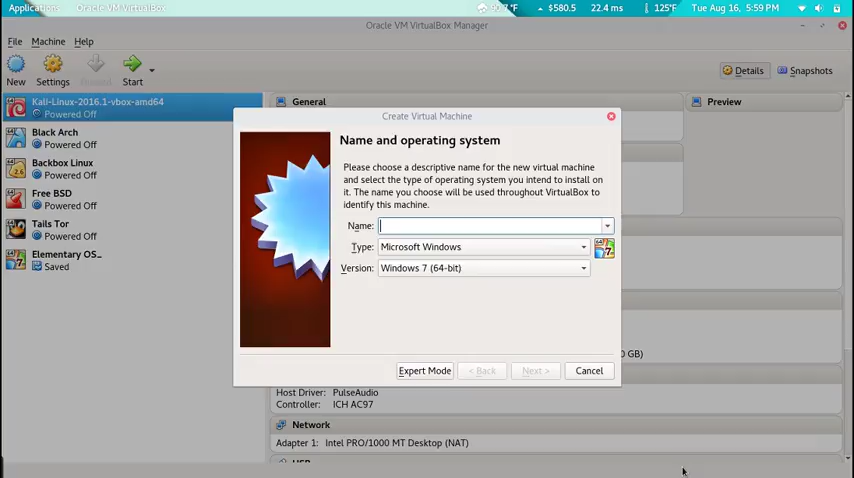 Applications Oracle VM VirtualBox
$580.5 22.4 ms 125°F Tue Aug 16, 5:59 PM
Oracle VM VirtualBox Manager
File Machine Help
New Settings Discard Start
Details Snapshots
Kali-Linux-2016.1-vbox-amd64
Powered Off
Black Arch
Powered Off
Backbox Linux
Powered Off
Free BSD
Powered Off
Tails Tor
Powered Off
Elementary OS_
Saved
General
Preview
Create Virtual Machine
Name and operating system
Please choose a descriptive name for the new virtual machine
and select the type of operating system you intend to install on
it. The name you choose will be used throughout VirtualBox to
identify this machine.
Name:
Type: Microsoft Windows
Version: Windows 7 (64-bit)
Expert Mode < Back Next > Cancel
0 GB)
Host Driver: PulseAudio
Controller: ICH AC97
Network
Adapter 1: Intel PRO/1000 MT Desktop (NAT)